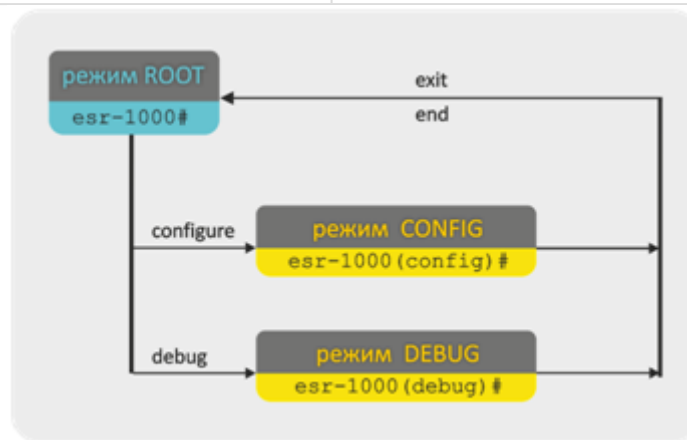 режим ROOT
esr-1000#
exit
end
configure
режим CONFIG
esr-1000(config)#
debug
режим DEBUG
esr-1000(debug)#